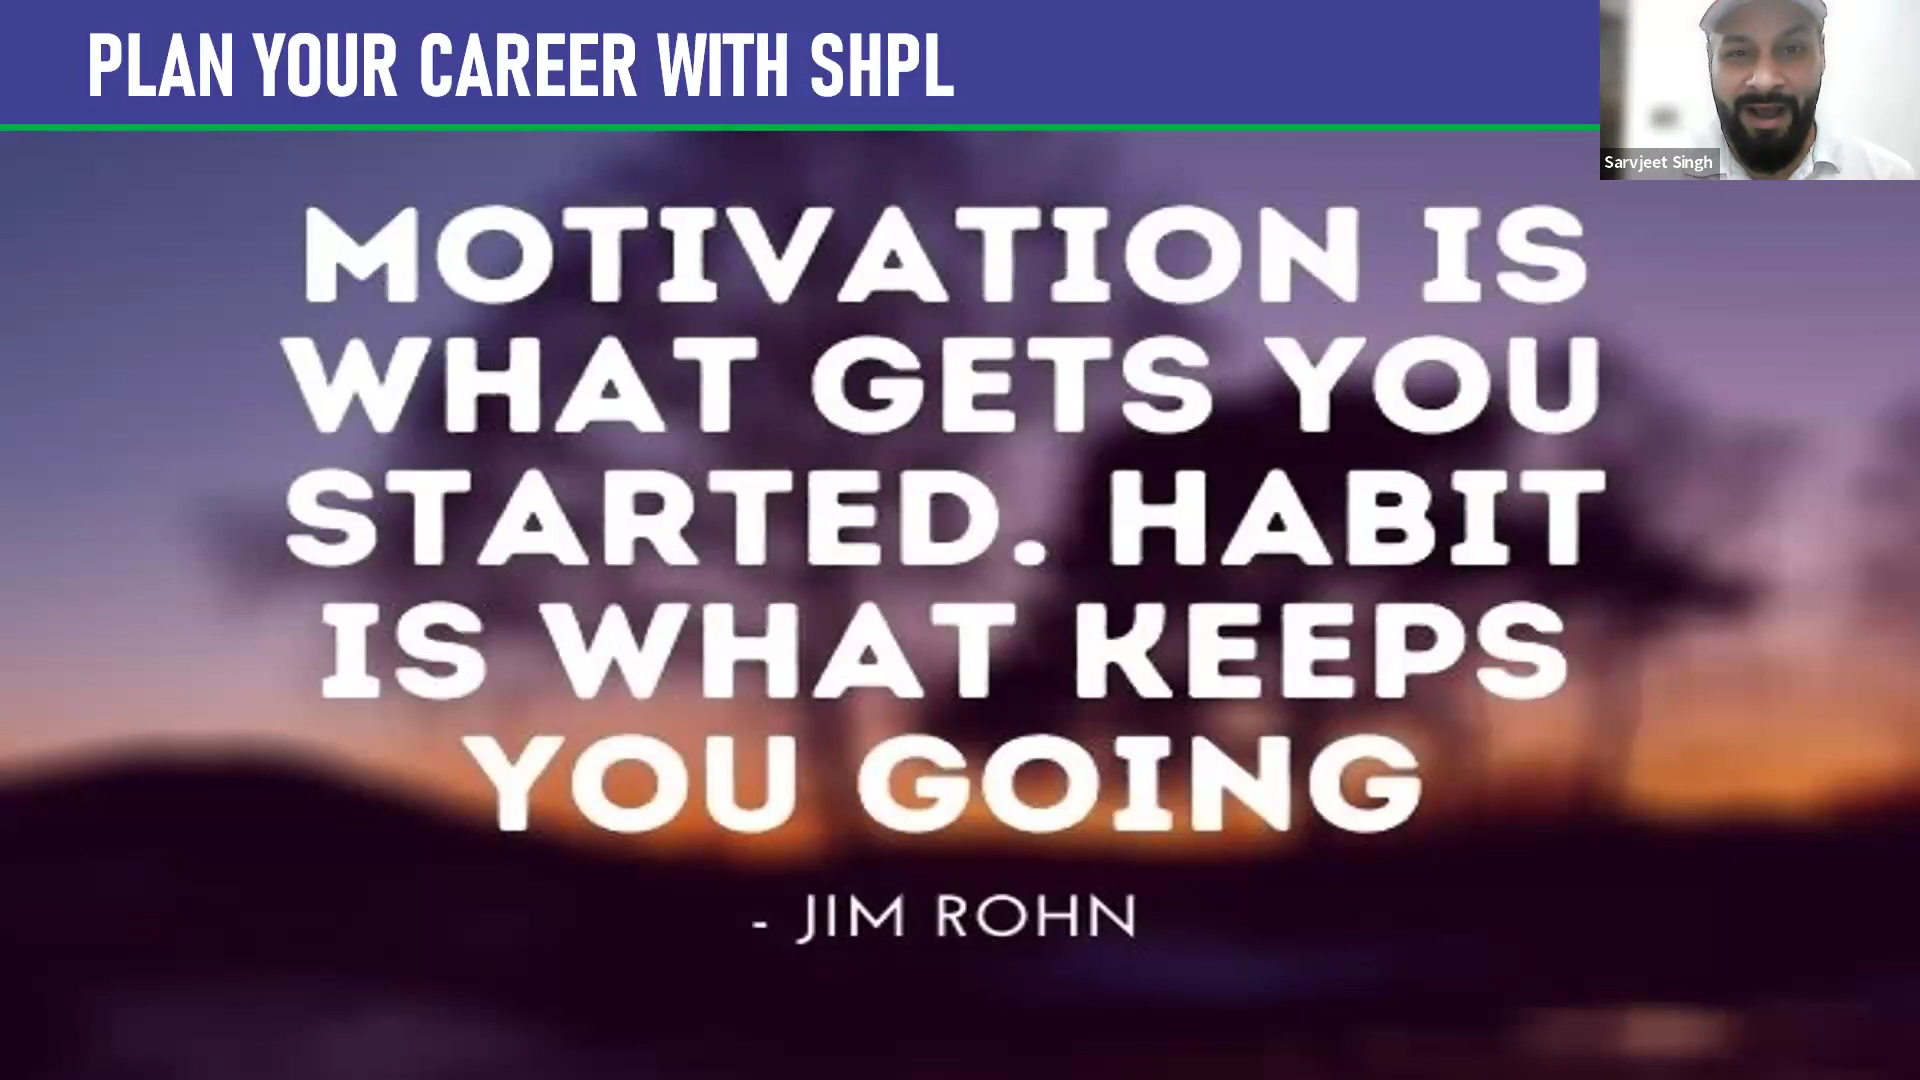 PLAN YOUR CAREER WITH SHPL
Sarvjeet Singh
MOTIVATION IS
WHAT GETS YOU
STARTED. HABIT
IS WHAT KEEPS
YOU GOING
- JIM ROHN